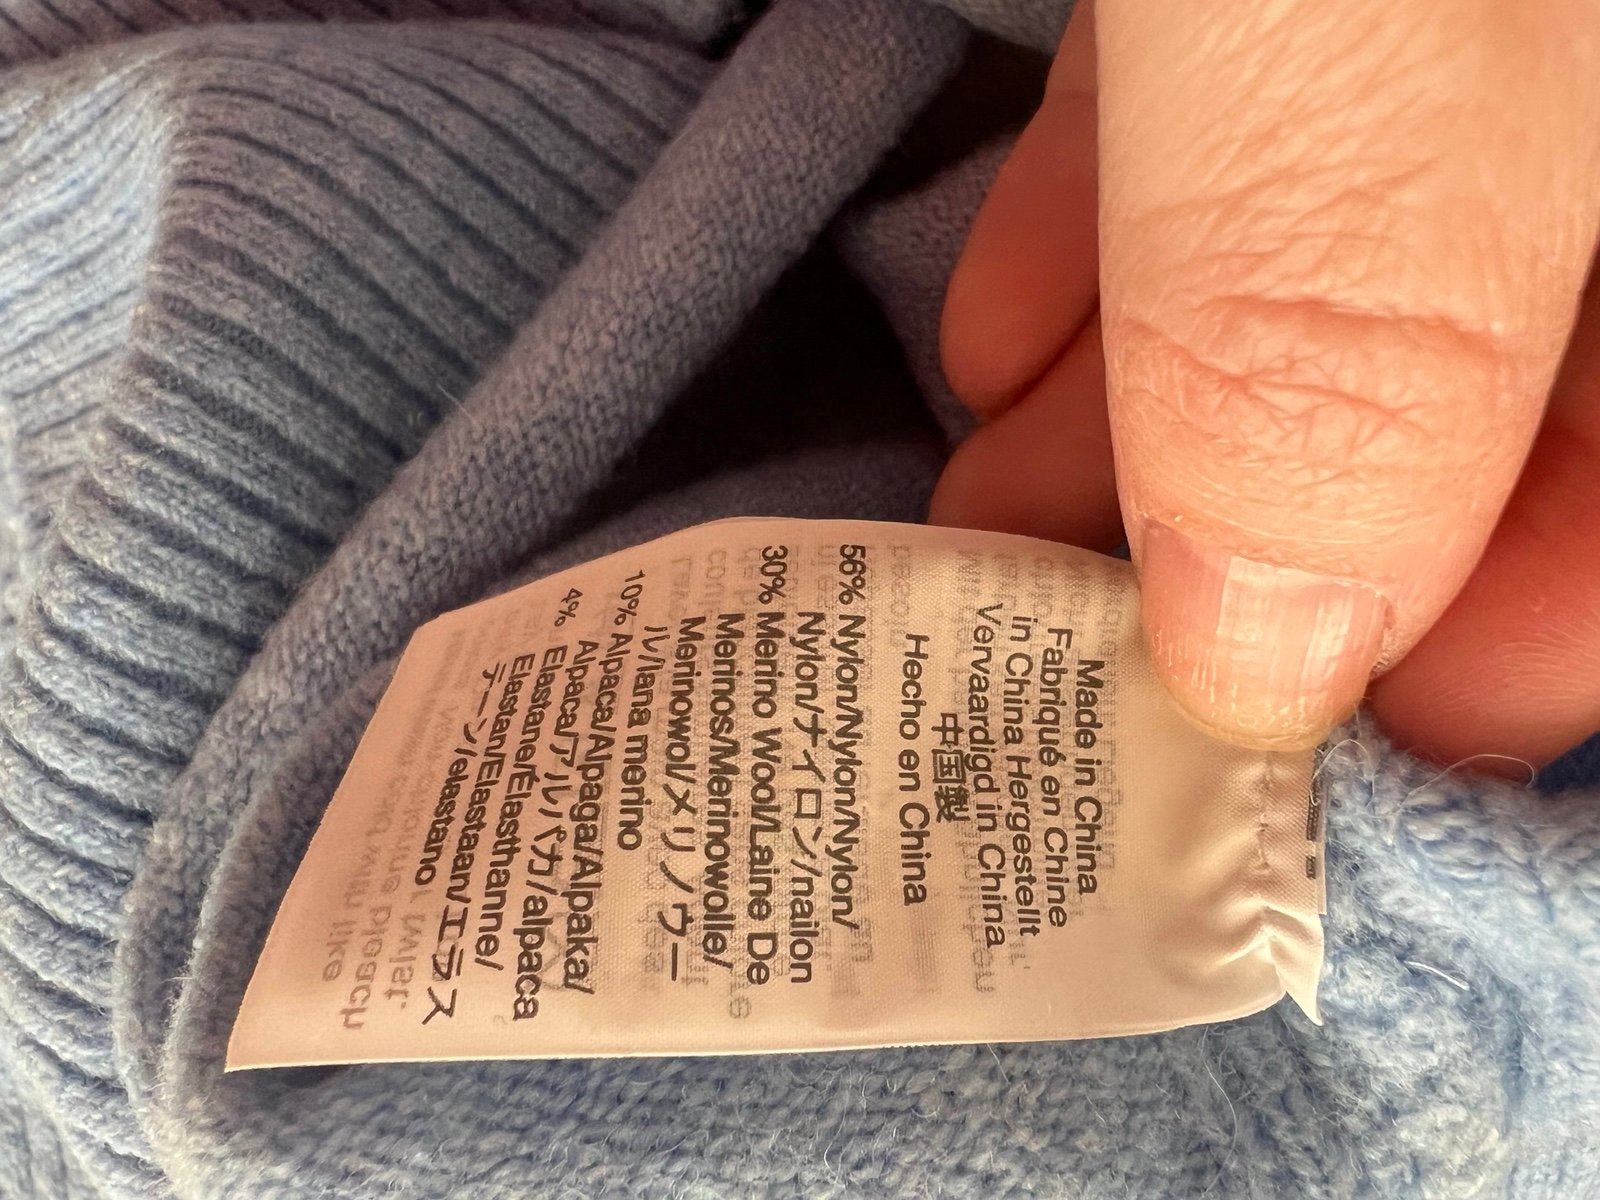 Made in China
Fabriqué en Chine
in China Hergestellt
Vervaardigd in China
中国製
Hecho en China
56% Nylon/Nylon/Nylon/
Nylon/ナイロン/nailon
30% Merino Wool/Laine De
Merinos/Merinowolle/
Merinowol/メリノウー
ル/lana merino
10% Alpaca/Alpaga/Alpaka/
Alpaca/アルパカ/alpaca
4% Elastane/Élasthanne/
Elastan/Elastaan/エラス
テーン/elastano